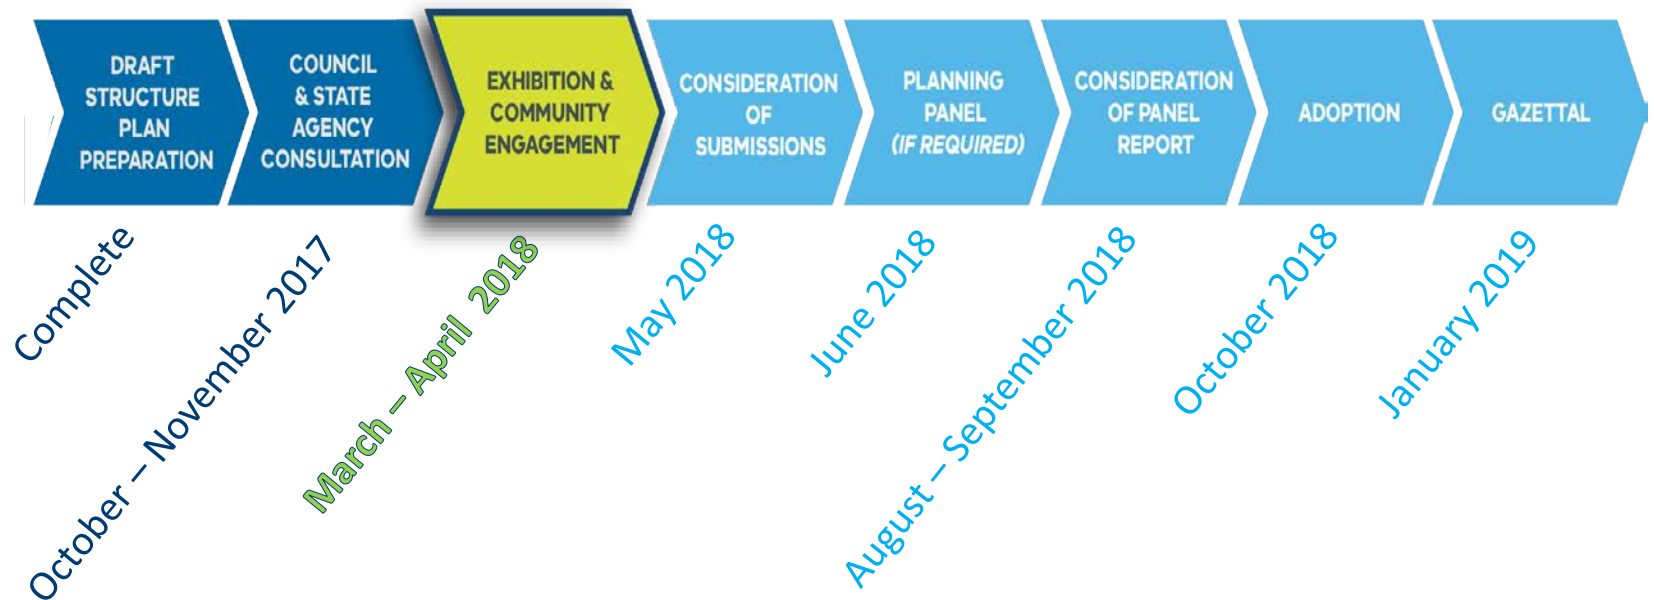 DRAFT
STRUCTURE
PLAN
PREPARATION
COUNCIL
& STATE
AGENCY
CONSULTATION
EXHIBITION &
COMMUNITY
ENGAGEMENT
CONSIDERATION
OF
SUBMISSIONS
PLANNING
PANEL
(IF REQUIRED)
CONSIDERATION
OF PANEL
REPORT
ADOPTION
GAZETTAL
Complete
October – November 2017
March – April 2018
May 2018
June 2018
August – September 2018
October 2018
January 2019